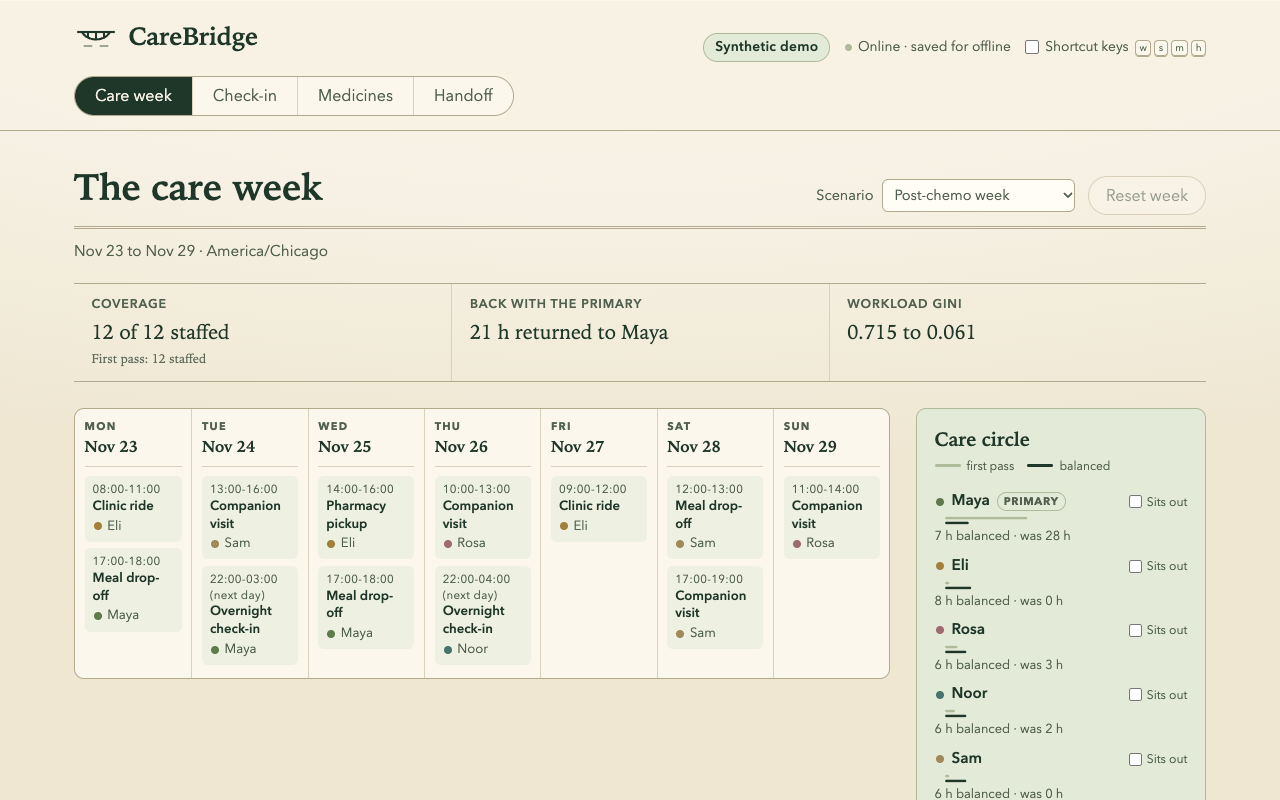 CareBridge
Synthetic demo
Online · saved for offline
Shortcut keys w s m h
Care week
Check-in
Medicines
Handoff
The care week
Scenario
Post-chemo week
Reset week
Nov 23 to Nov 29 · America/Chicago
COVERAGE
12 of 12 staffed
First pass: 12 staffed
BACK WITH THE PRIMARY
21 h returned to Maya
WORKLOAD GINI
0.715 to 0.061
MON
Nov 23
08:00-11:00
Clinic ride
Eli
17:00-18:00
Meal drop-
off
Maya
TUE
Nov 24
13:00-16:00
Companion
visit
Sam
22:00-03:00
(next day)
Overnight
check-in
Maya
WED
Nov 25
14:00-16:00
Pharmacy
pickup
Eli
17:00-18:00
Meal drop-
off
Maya
THU
Nov 26
10:00-13:00
Companion
visit
Rosa
22:00-04:00
(next day)
Overnight
check-in
Noor
FRI
Nov 27
09:00-12:00
Clinic ride
Eli
SAT
Nov 28
12:00-13:00
Meal drop-
off
Sam
17:00-19:00
Companion
visit
Sam
SUN
Nov 29
11:00-14:00
Companion
visit
Rosa
Care circle
first pass
balanced
Maya PRIMARY
Sits out
7 h balanced · was 28 h
Eli
Sits out
8 h balanced · was 0 h
Rosa
Sits out
6 h balanced · was 3 h
Noor
Sits out
6 h balanced · was 2 h
Sam
Sits out
6 h balanced · was 0 h